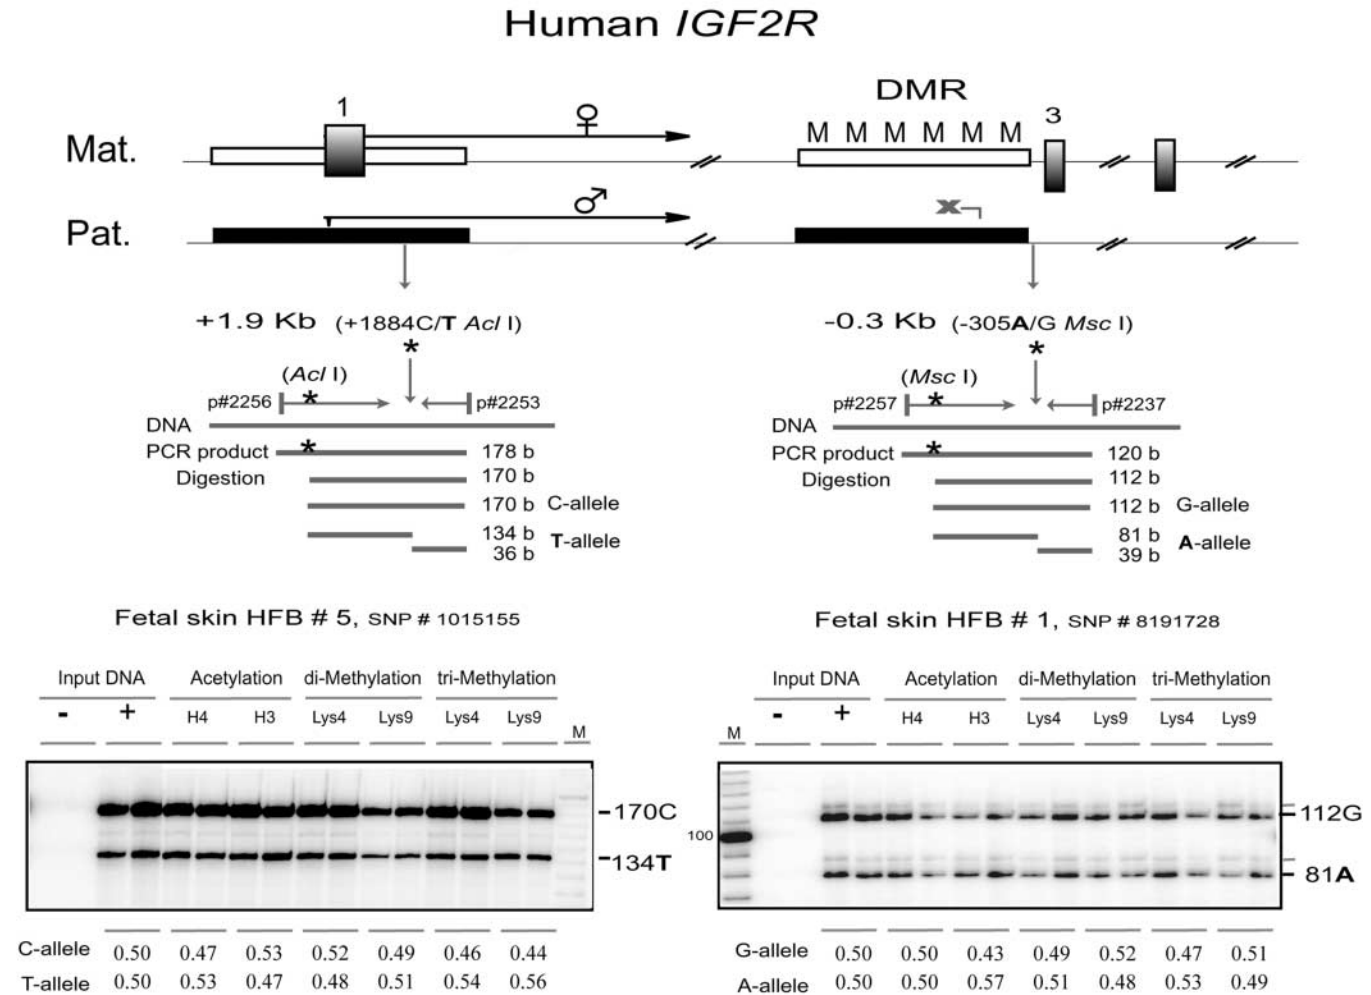 Human IGF2R
DMR
1
3
♀
M M M M M M
Mat.
♂
x
Pat.
+1.9 Kb (+1884C/T Acl I)
*
(Acl I)
p#2256 * p#2253
DNA
PCR product * 178 b
Digestion 170 b
170 b C-allele
134 b T-allele
36 b
-0.3 Kb (-305A/G Msc I)
*
(Msc I)
p#2257 * p#2237
DNA
PCR product * 120 b
Digestion 112 b
112 b G-allele
81 b A-allele
39 b
Fetal skin HFB # 5, SNP # 1015155
Input DNA Acetylation di-Methylation tri-Methylation
- + H4 H3 Lys4 Lys9 Lys4 Lys9 M
-170C
-134T
C-allele 0.50 0.47 0.53 0.52 0.49 0.46 0.44
T-allele 0.50 0.53 0.47 0.48 0.51 0.54 0.56
Fetal skin HFB # 1, SNP # 8191728
Input DNA Acetylation di-Methylation tri-Methylation
M - + H4 H3 Lys4 Lys9 Lys4 Lys9
112G
100
81A
G-allele 0.50 0.50 0.43 0.49 0.52 0.47 0.51
A-allele 0.50 0.50 0.57 0.51 0.48 0.53 0.49